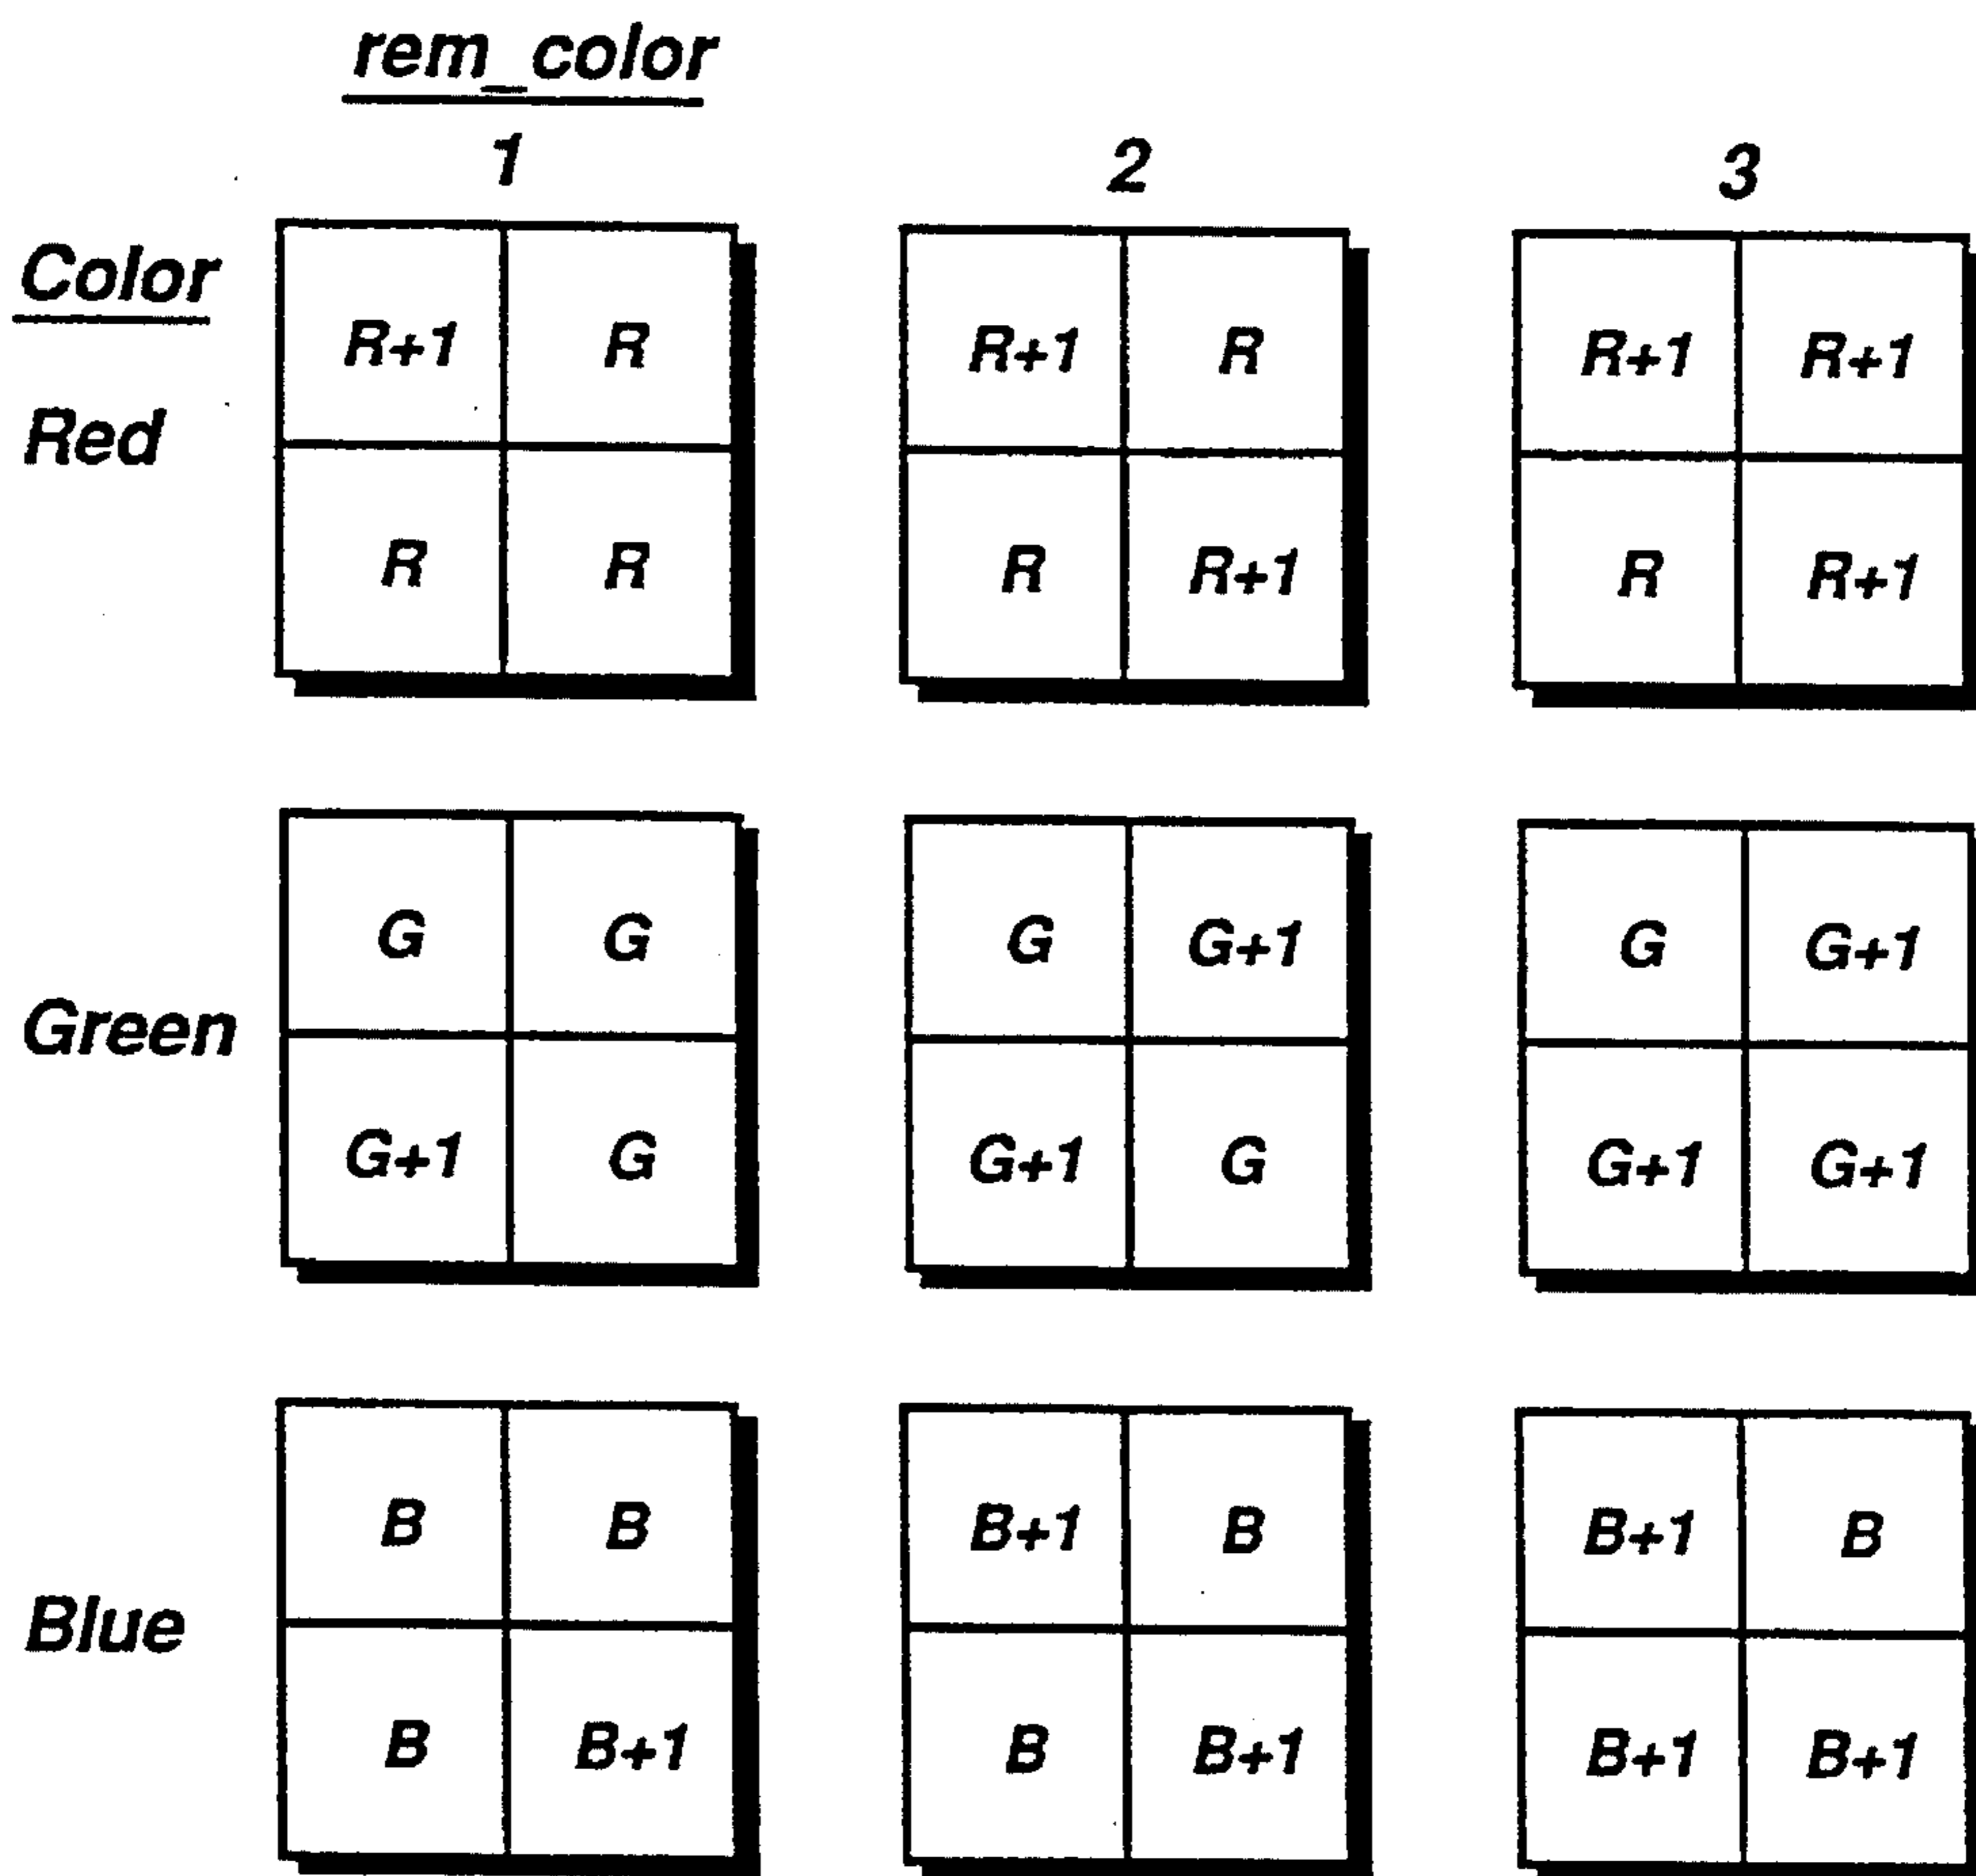 rem_color
1 2 3
Color
R+1 R R+1 R R+1 R+1
Red
R R R R+1 R R+1
G G G G+1 G G+1
Green
G+1 G G+1 G G+1 G+1
B B B+1 B B+1 B
Blue
B B+1 B B+1 B+1 B+1